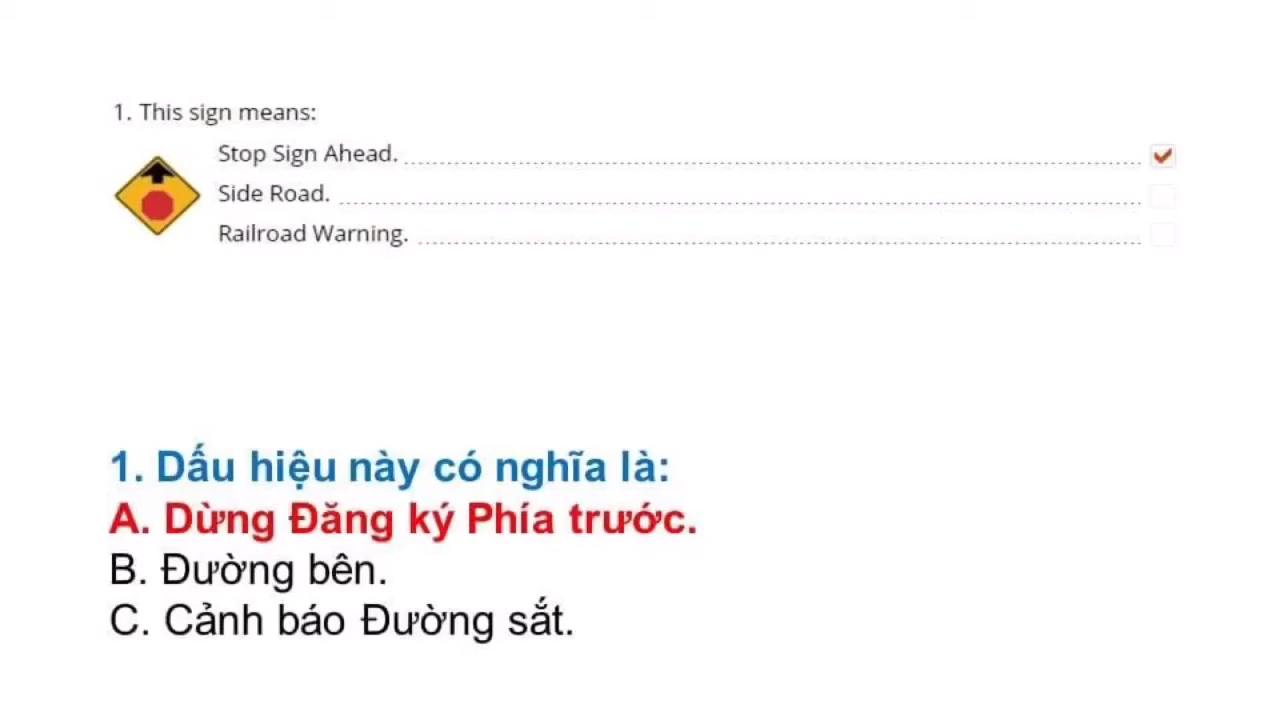 1. This sign means:
Stop Sign Ahead.
Side Road.
Railroad Warning.
1. Dấu hiệu này có nghĩa là:
A. Dừng Đăng ký Phía trước.
B. Đường bên.
C. Cảnh báo Đường sắt.